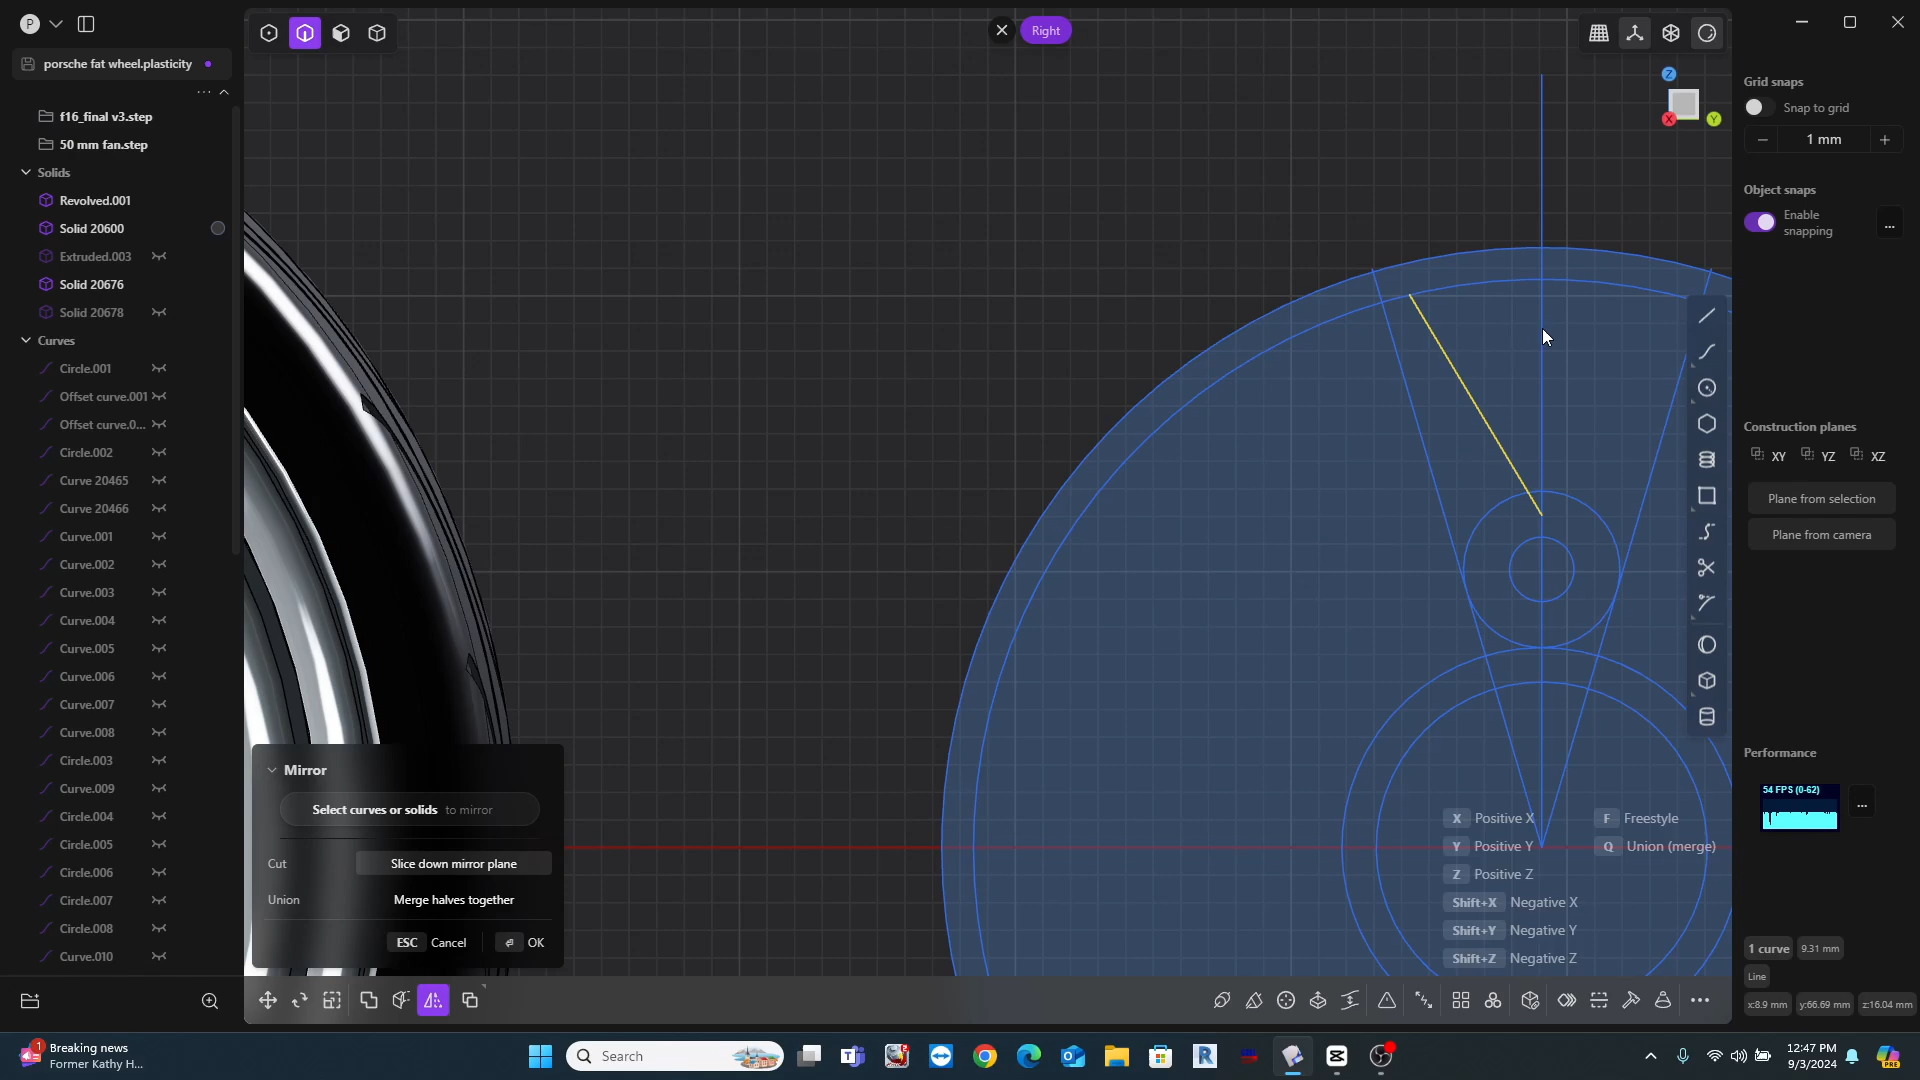 P
porsche fat wheel.plasticity
f16_final v3.step
50 mm fan.step
Solids
Revolved.001
Solid 20600
Extruded.003
Solid 20676
Solid 20678
Curves
Circle.001
Offset curve.001
Offset curve.0...
Circle.002
Curve 20465
Curve 20466
Curve.001
Curve.002
Curve.003
Curve.004
Curve.005
Curve.006
Curve.007
Curve.008
Circle.003
Curve.009
Circle.004
Circle.005
Circle.006
Circle.007
Circle.008
Curve.010
Right
Z
X
Y
Mirror
Select curves or solids to mirror
Cut
Slice down mirror plane
Union
Merge halves together
ESC Cancel
OK
X Positive X
F Freestyle
Y Positive Y
Q Union (merge)
Z Positive Z
Shift+X Negative X
Shift+Y Negative Y
Shift+Z Negative Z
Grid snaps
Snap to grid
1 mm
Object snaps
Enable
snapping
...
Construction planes
XY
YZ
XZ
Plane from selection
Plane from camera
Performance
54 FPS (0-62)
...
1 curve
9.31 mm
Line
x:8.9 mm
y:66.69 mm
z:16.04 mm
1
Breaking news
Former Kathy H...
Search
12:47 PM
9/3/2024
PRE